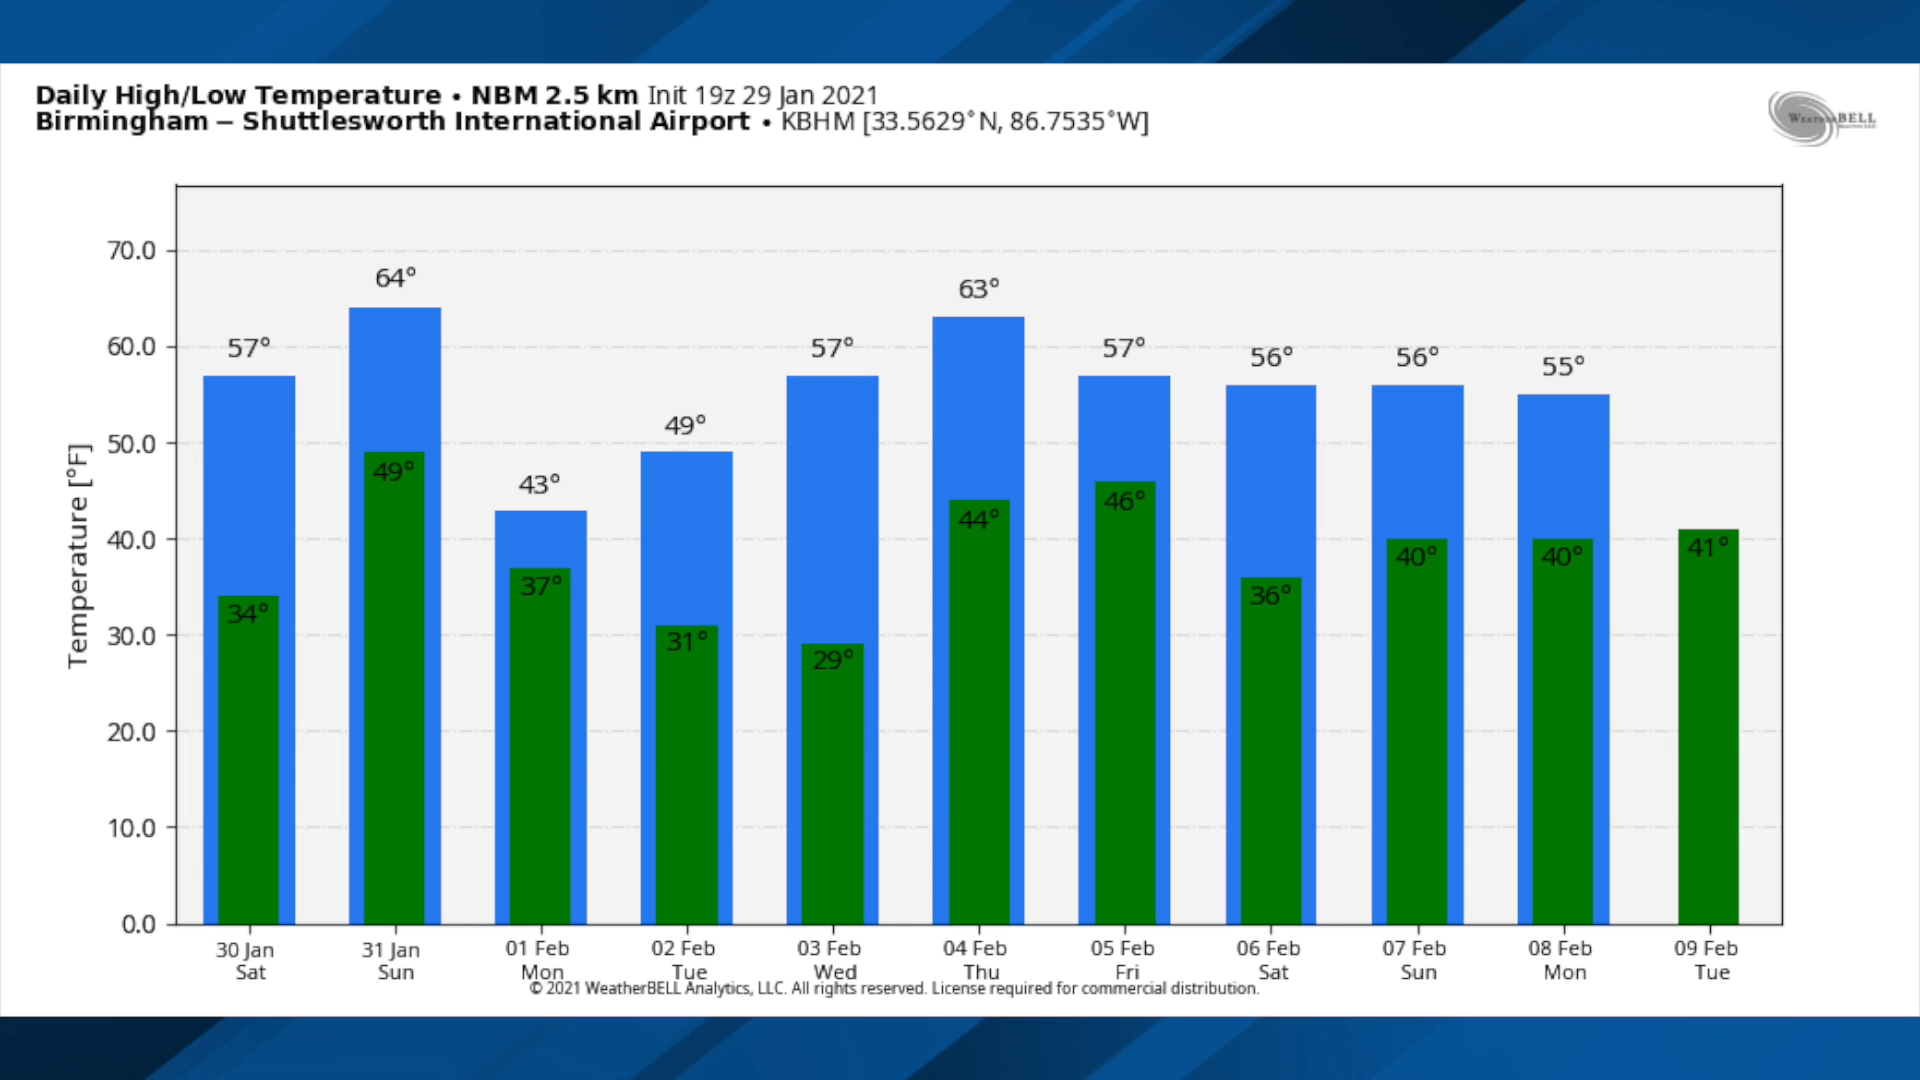 Daily High/Low Temperature • NBM 2.5 km Init 19z 29 Jan 2021
Birmingham – Shuttlesworth International Airport • KBHM [33.5629°N, 86.7535°W]
WEATHERBELL
Temperature [°F]
70.0
60.0
50.0
40.0
30.0
20.0
10.0
0.0
57° 64° 43° 49° 57° 63° 57° 56° 56° 55°
34° 49° 37° 31° 29° 44° 46° 36° 40° 40° 41°
30 Jan 31 Jan 01 Feb 02 Feb 03 Feb 04 Feb 05 Feb 06 Feb 07 Feb 08 Feb 09 Feb
Sat Sun Mon Tue Wed Thu Fri Sat Sun Mon Tue
© 2021 WeatherBELL Analytics, LLC. All rights reserved. License required for commercial distribution.